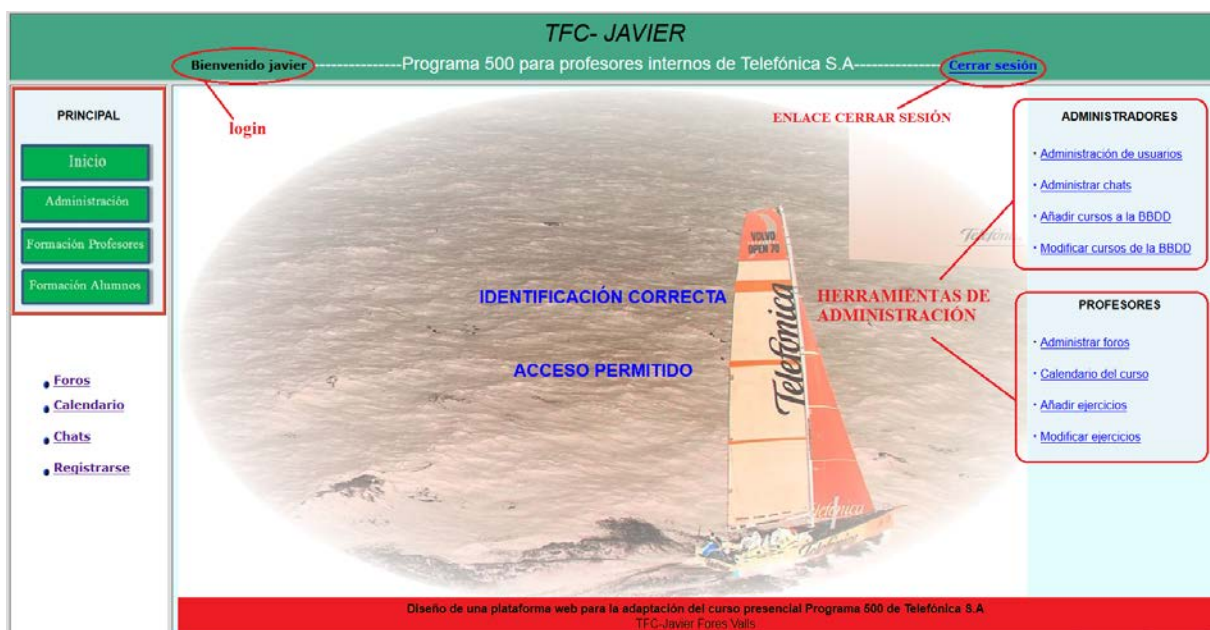 TFC- JAVIER
Bienvenido javier---------------Programa 500 para profesores internos de Telefónica S.A---------------Cerrar sesión
login
ENLACE CERRAR SESIÓN
PRINCIPAL
Inicio
Administración
Formación Profesores
Formación Alumnos
Foros
Calendario
Chats
Registrarse
VOLVO
OPEN 70
Telefónica
Telefónica
IDENTIFICACIÓN CORRECTA
ACCESO PERMITIDO
Telefónica
HERRAMIENTAS DE
ADMINISTRACIÓN
ADMINISTRADORES
· Administración de usuarios
· Administrar chats
· Añadir cursos a la BBDD
· Modificar cursos de la BBDD
PROFESORES
· Administrar foros
· Calendario del curso
· Añadir ejercicios
· Modificar ejercicios
Diseño de una plataforma web para la adaptación del curso presencial Programa 500 de Telefónica S.A
TFC-Javier Fores Valls